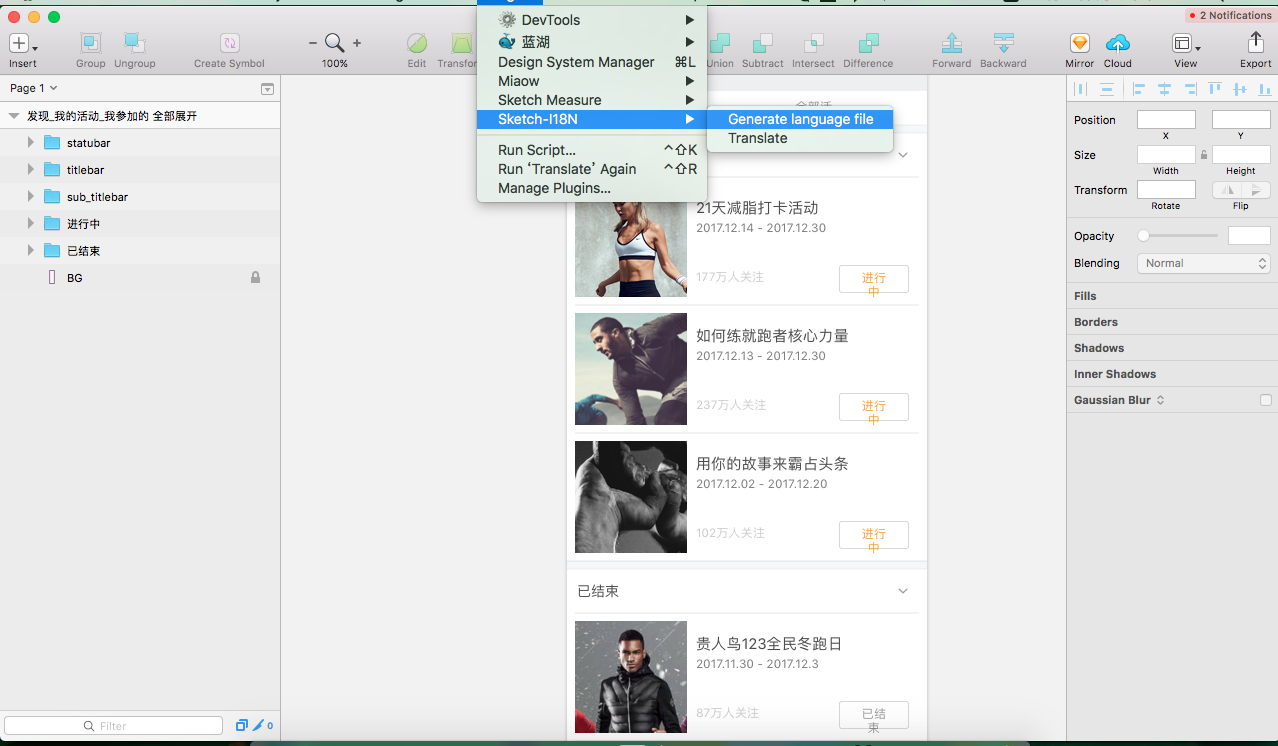 DevTools
蓝湖
Design System Manager ⌘L
Miaow
Sketch Measure
Sketch-I18N
Run Script... ^⇧K
Run ‘Translate’ Again ^⇧R
Manage Plugins...
Generate language file
Translate
2 Notifications
Insert
Group
Ungroup
Create Symbol
100%
Edit
Transfor
Union
Subtract
Intersect
Difference
Forward
Backward
Mirror
Cloud
View
Export
Page 1
发现_我的活动_我参加的 全部展开
statubar
titlebar
sub_titlebar
进行中
已结束
BG
Filter
0
21天减脂打卡活动
2017.12.14 - 2017.12.30
177万人关注
进行
中
如何练就跑者核心力量
2017.12.13 - 2017.12.30
237万人关注
进行
中
用你的故事来霸占头条
2017.12.02 - 2017.12.20
102万人关注
进行
中
已结束
贵人鸟123全民冬跑日
2017.11.30 - 2017.12.3
87万人关注
已结
束
Position
X
Y
Size
Width
Height
Transform
Rotate
Flip
Opacity
Blending
Normal
Fills
Borders
Shadows
Inner Shadows
Gaussian Blur